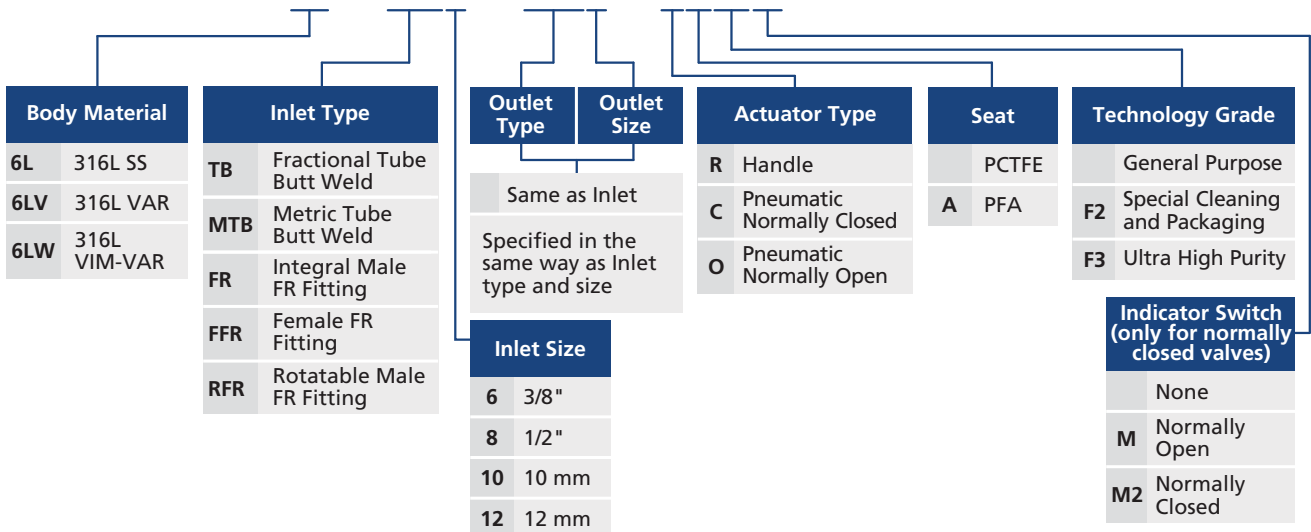 Body Material
6L 316L SS
6LV 316L VAR
6LW 316L
VIM-VAR
Inlet Type
TB Fractional Tube
Butt Weld
MTB Metric Tube
Butt Weld
FR Integral Male
FR Fitting
FFR Female FR
Fitting
RFR Rotatable Male
FR Fitting
Inlet Size
6 3/8"
8 1/2"
10 10 mm
12 12 mm
Outlet
Type
Outlet
Size
Same as Inlet
Specified in the
same way as Inlet
type and size
Actuator Type
R Handle
C Pneumatic
Normally Closed
O Pneumatic
Normally Open
Seat
PCTFE
A PFA
Technology Grade
General Purpose
F2 Special Cleaning
and Packaging
F3 Ultra High Purity
Indicator Switch
(only for normally
closed valves)
None
M Normally
Open
M2 Normally
Closed